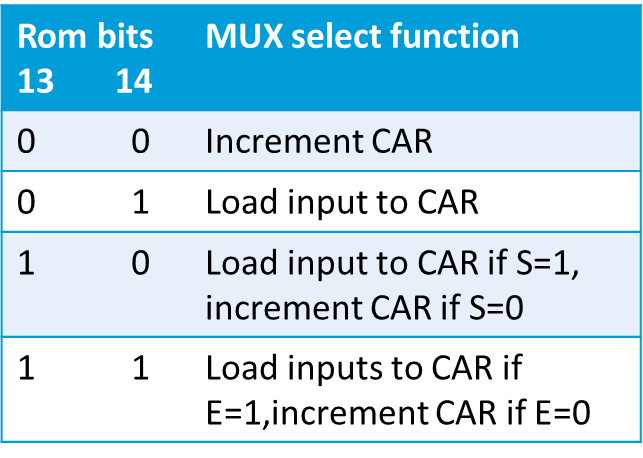 Rom bits MUX select function
13 14
0 0 Increment CAR
0 1 Load input to CAR
1 0 Load input to CAR if S=1,
increment CAR if S=0
1 1 Load inputs to CAR if
E=1,increment CAR if E=0